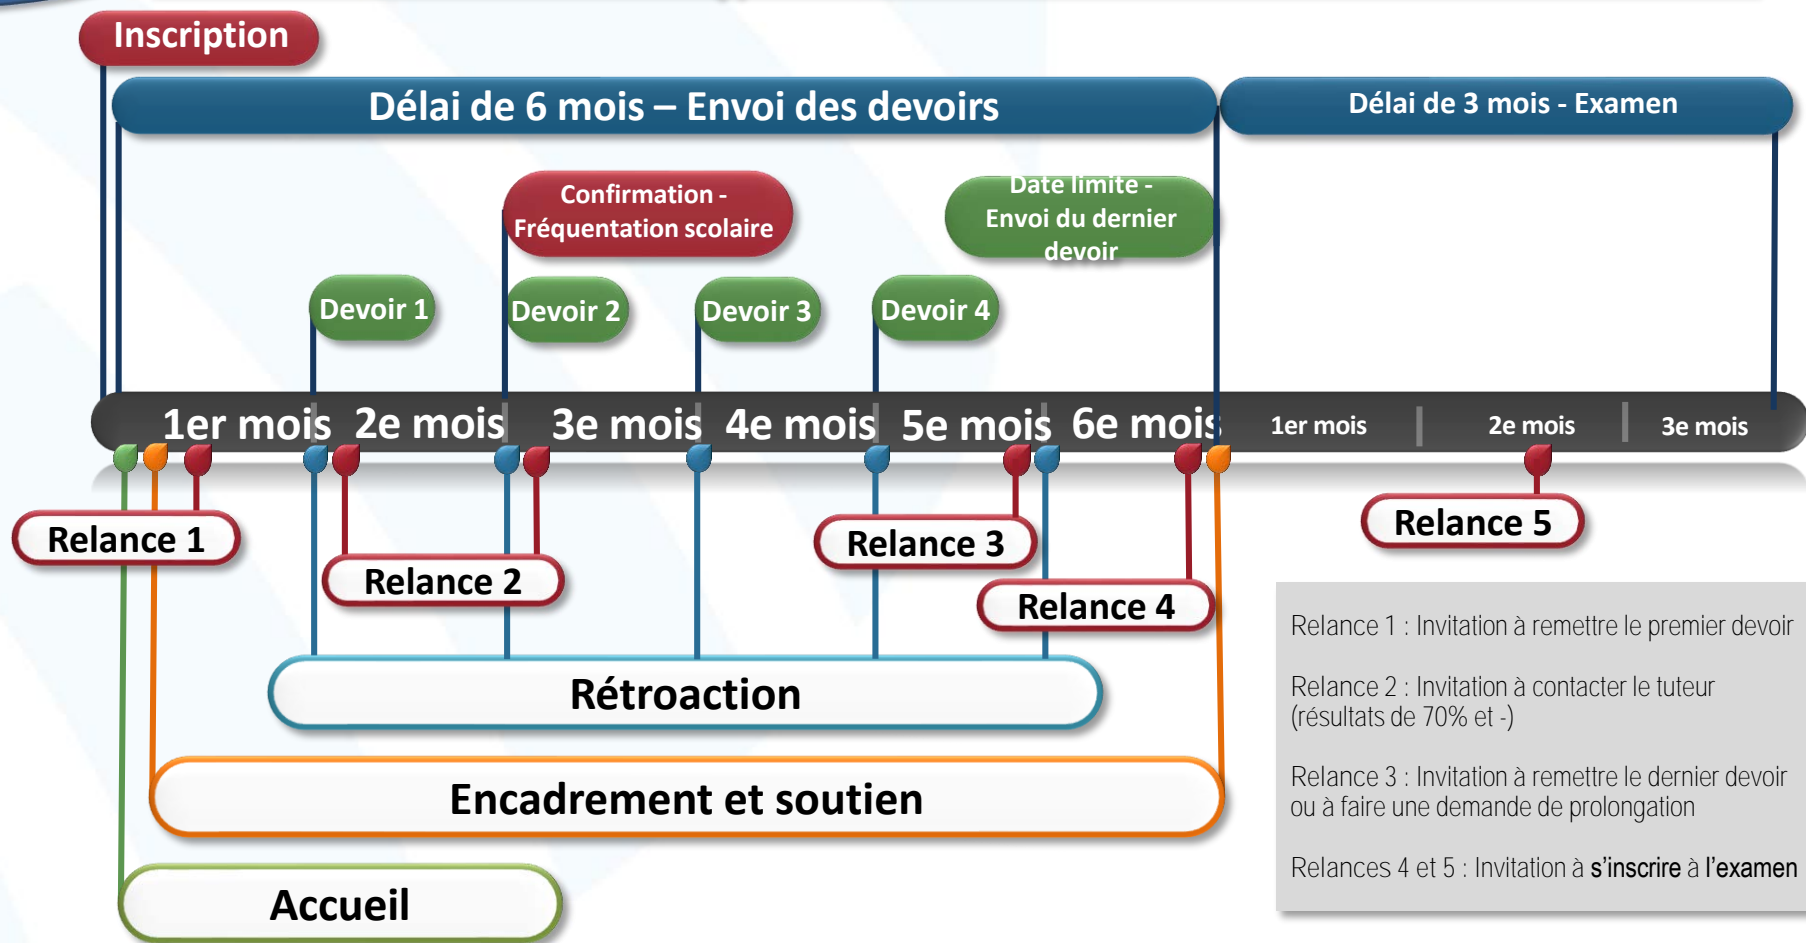 Inscription
Délai de 6 mois – Envoi des devoirs
Délai de 3 mois - Examen
Confirmation -
Fréquentation scolaire
Date limite -
Envoi du dernier
devoir
Devoir 1
Devoir 2
Devoir 3
Devoir 4
1er mois
2e mois
3e mois
4e mois
5e mois
6e mois
1er mois
2e mois
3e mois
Relance 1
Relance 2
Relance 3
Relance 4
Relance 5
Rétroaction
Encadrement et soutien
Accueil
Relance 1 : Invitation à remettre le premier devoir
Relance 2 : Invitation à contacter le tuteur
(résultats de 70% et -)
Relance 3 : Invitation à remettre le dernier devoir
ou à faire une demande de prolongation
Relances 4 et 5 : Invitation à s'inscrire à l'examen